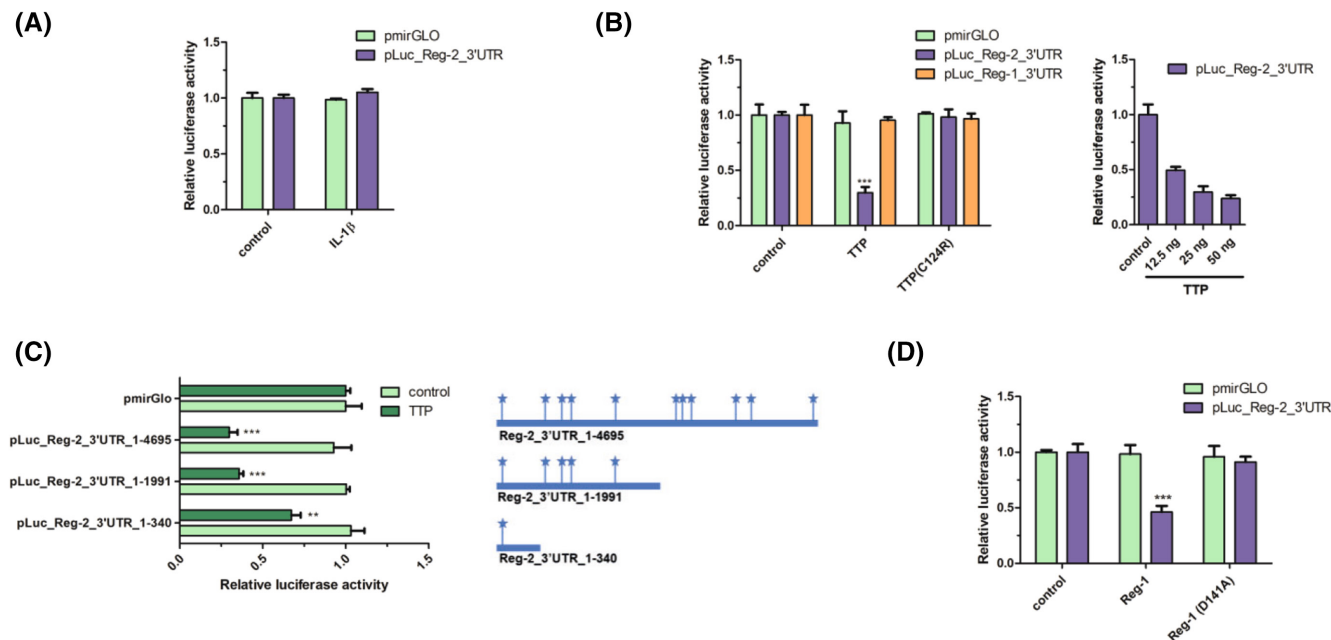 (A)
pmirGLO
pLuc_Reg-2_3'UTR
Relative luciferase activity
1.5
1.0
0.5
0.0
control
IL-1β
(B)
pmirGLO
pLuc_Reg-2_3'UTR
pLuc_Reg-1_3'UTR
Relative luciferase activity
1.5
1.0
0.5
0.0
***
control
TTP
TTP(C124R)
pLuc_Reg-2_3'UTR
Relative luciferase activity
1.5
1.0
0.5
0.0
control
12.5 ng
25 ng
50 ng
TTP
(C)
control
TTP
pmirGlo
pLuc_Reg-2_3'UTR_1-4695
***
pLuc_Reg-2_3'UTR_1-1991
***
pLuc_Reg-2_3'UTR_1-340
**
0.0
0.5
1.0
1.5
Relative luciferase activity
Reg-2_3'UTR_1-4695
Reg-2_3'UTR_1-1991
Reg-2_3'UTR_1-340
(D)
pmirGLO
pLuc_Reg-2_3'UTR
Relative luciferase activity
1.5
1.0
0.5
0.0
***
control
Reg-1
Reg-1 (D141A)